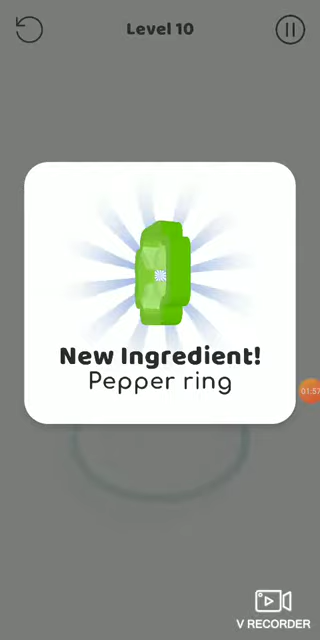 Level 10
New Ingredient!
Pepper ring
01:57
V RECORDER